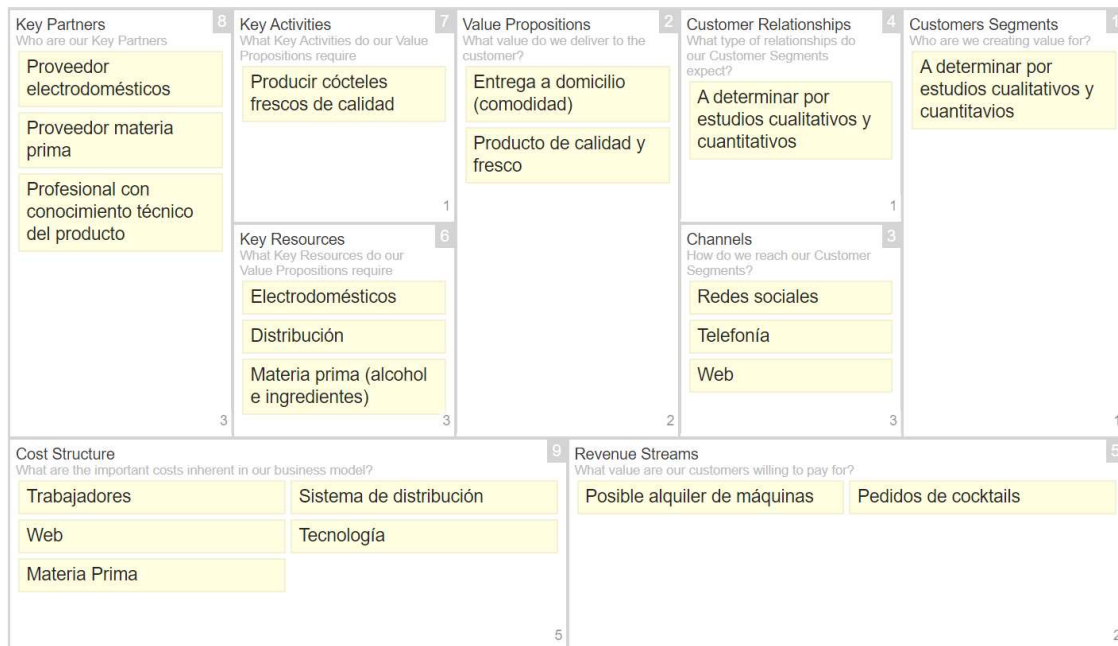 Key Partners
8
Who are our Key Partners
Proveedor
electrodomésticos
Proveedor materia
prima
Profesional con
conocimiento técnico
del producto
3
Key Activities
7
What Key Activities do our Value
Propositions require
Producir cócteles
frescos de calidad
1
Key Resources
6
What Key Resources do our
Value Propositions require
Electrodomésticos
Distribución
Materia prima (alcohol
e ingredientes)
3
Value Propositions
2
What value do we deliver to the
customer?
Entrega a domicilio
(comodidad)
Producto de calidad y
fresco
2
Customer Relationships
4
What type of relationships do
our Customer Segments
expect?
A determinar por
estudios cualitativos y
cuantitativos
1
Channels
3
How do we reach our Customer
Segments?
Redes sociales
Telefonía
Web
3
Customers Segments
1
Who are we creating value for?
A determinar por
estudios cualitativos y
cuantitavios
1
Cost Structure
9
What are the important costs inherent in our business model?
Trabajadores
Sistema de distribución
Web
Tecnología
Materia Prima
5
Revenue Streams
5
What value are our customers willing to pay for?
Posible alquiler de máquinas
Pedidos de cocktails
2